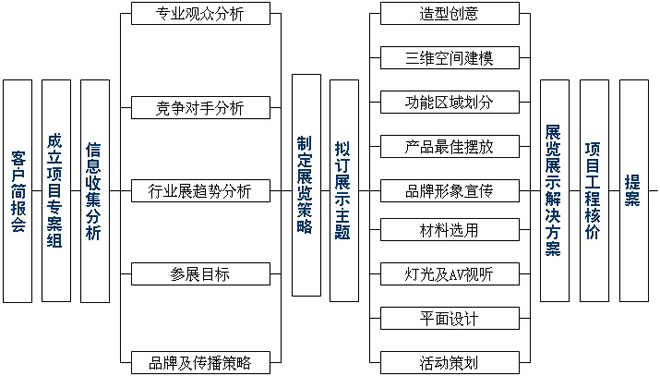 客户简报会
成立项目专案组
信息收集分析
专业观众分析
竞争对手分析
行业展趋势分析
参展目标
品牌及传播策略
制定展览策略
拟订展示主题
造型创意
三维空间建模
功能区域划分
产品最佳摆放
品牌形象宣传
材料选用
灯光及AV视听
平面设计
活动策划
展览展示解决方案
项目工程核价
提案